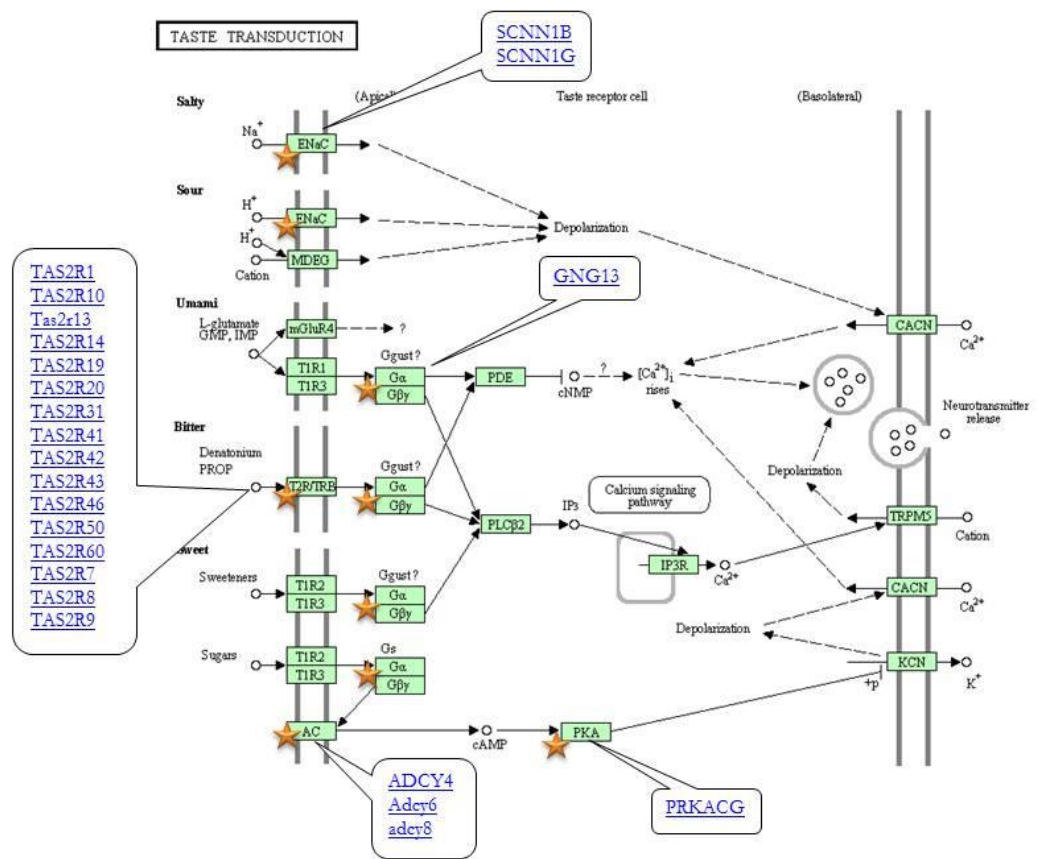 TASTE TRANSDUCTION
SCNN1B
SCNN1G
Salty
(Apical)
Taste receptor cell
(Basolateral)
Na+
ENaC
Sour
H+
ENaC
H+
MDEG
Cation
Depolarization
TAS2R1
TAS2R10
Tas2r13
TAS2R14
TAS2R19
TAS2R20
TAS2R31
TAS2R41
TAS2R42
TAS2R43
TAS2R46
TAS2R50
TAS2R60
TAS2R7
TAS2R8
TAS2R9
GNG13
Umami
L-glutamate
GMP, IMP
mGluR4
?
T1R1
T1R3
Ggust?
Gα
Gβγ
PDE
cNMP
?
[Ca2+]i
rises
CACN
Ca2+
Neurotransmitter
release
Bitter
Denatonium
PROP
T2R/TRB
Ggust?
Gα
Gβγ
PLCβ2
IP3
Calcium signaling
pathway
IP3R
Ca2+
Depolarization
TRPM5
Cation
Sweeteners
T1R2
T1R3
Ggust?
Gα
Gβγ
CACN
Ca2+
Depolarization
Sugars
T1R2
T1R3
Gs
Gα
Gβγ
KCN
+p
K+
AC
cAMP
PKA
ADCY4
Adcy6
adcy8
PRKACG